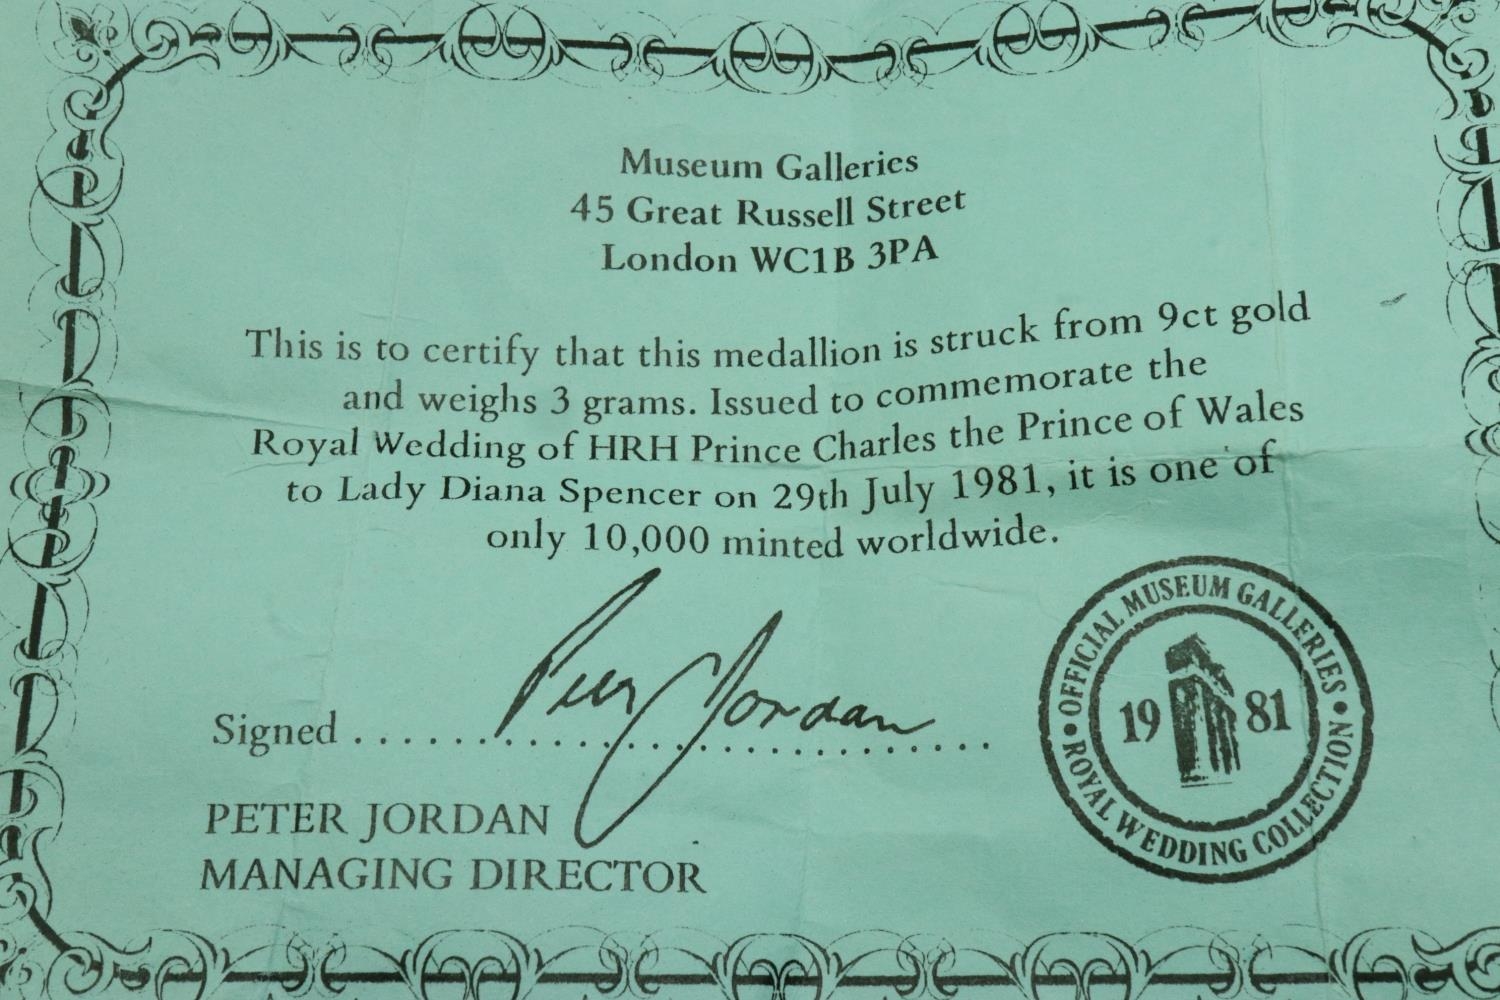 Museum Galleries
45 Great Russell Street
London WC1B 3PA
This is to certify that this medallion is struck from 9ct gold
and weighs 3 grams. Issued to commemorate the
Royal Wedding of HRH Prince Charles the Prince of Wales
to Lady Diana Spencer on 29th July 1981, it is one of
only 10,000 minted worldwide.
Signed ..................
Peter Jordan
PETER JORDAN
MANAGING DIRECTOR
• OFFICIAL MUSEUM GALLERIES •
19 81
ROYAL WEDDING COLLECTION